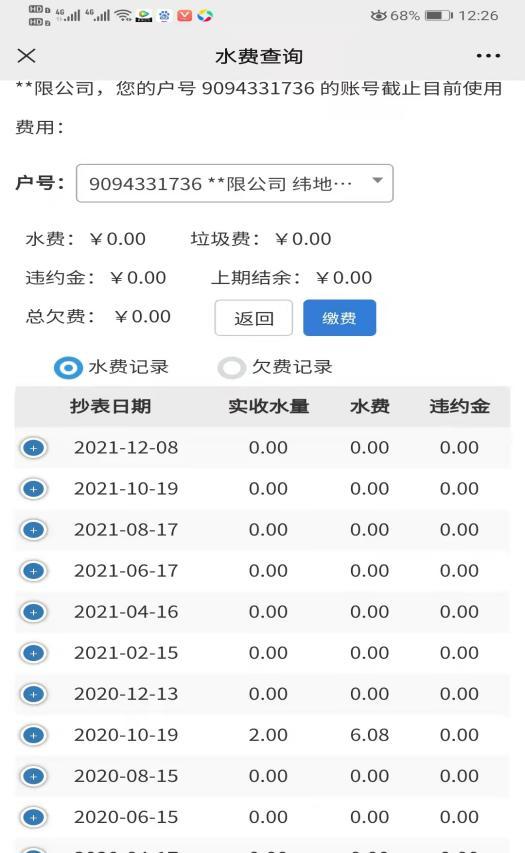 HD 1 4G 4G 68% 12:26
HD 2
水费查询
**限公司，您的户号 9094331736 的账号截止目前使用
费用：
户号： 9094331736 **限公司 纬地…
水费：￥0.00 垃圾费：￥0.00
违约金：￥0.00 上期结余：￥0.00
总欠费： ￥0.00 返回 缴费
水费记录 欠费记录
抄表日期 实收水量 水费 违约金
2021-12-08 0.00 0.00 0.00
2021-10-19 0.00 0.00 0.00
2021-08-17 0.00 0.00 0.00
2021-06-17 0.00 0.00 0.00
2021-04-16 0.00 0.00 0.00
2021-02-15 0.00 0.00 0.00
2020-12-13 0.00 0.00 0.00
2020-10-19 2.00 6.08 0.00
2020-08-15 0.00 0.00 0.00
2020-06-15 0.00 0.00 0.00